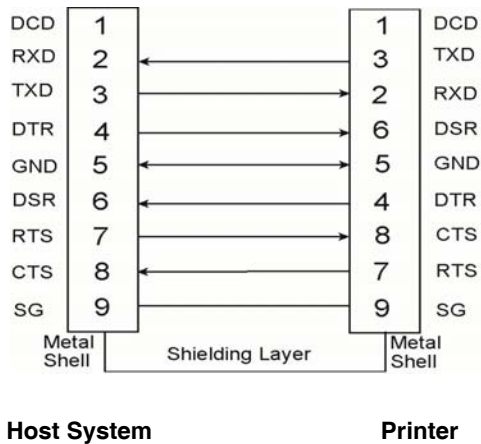 DCD 1 1 DCD
RXD 2 3 TXD
TXD 3 2 RXD
DTR 4 6 DSR
GND 5 5 GND
DSR 6 4 DTR
RTS 7 8 CTS
CTS 8 7 RTS
SG 9 9 SG
Metal Shell Shielding Layer Metal Shell
Host System Printer